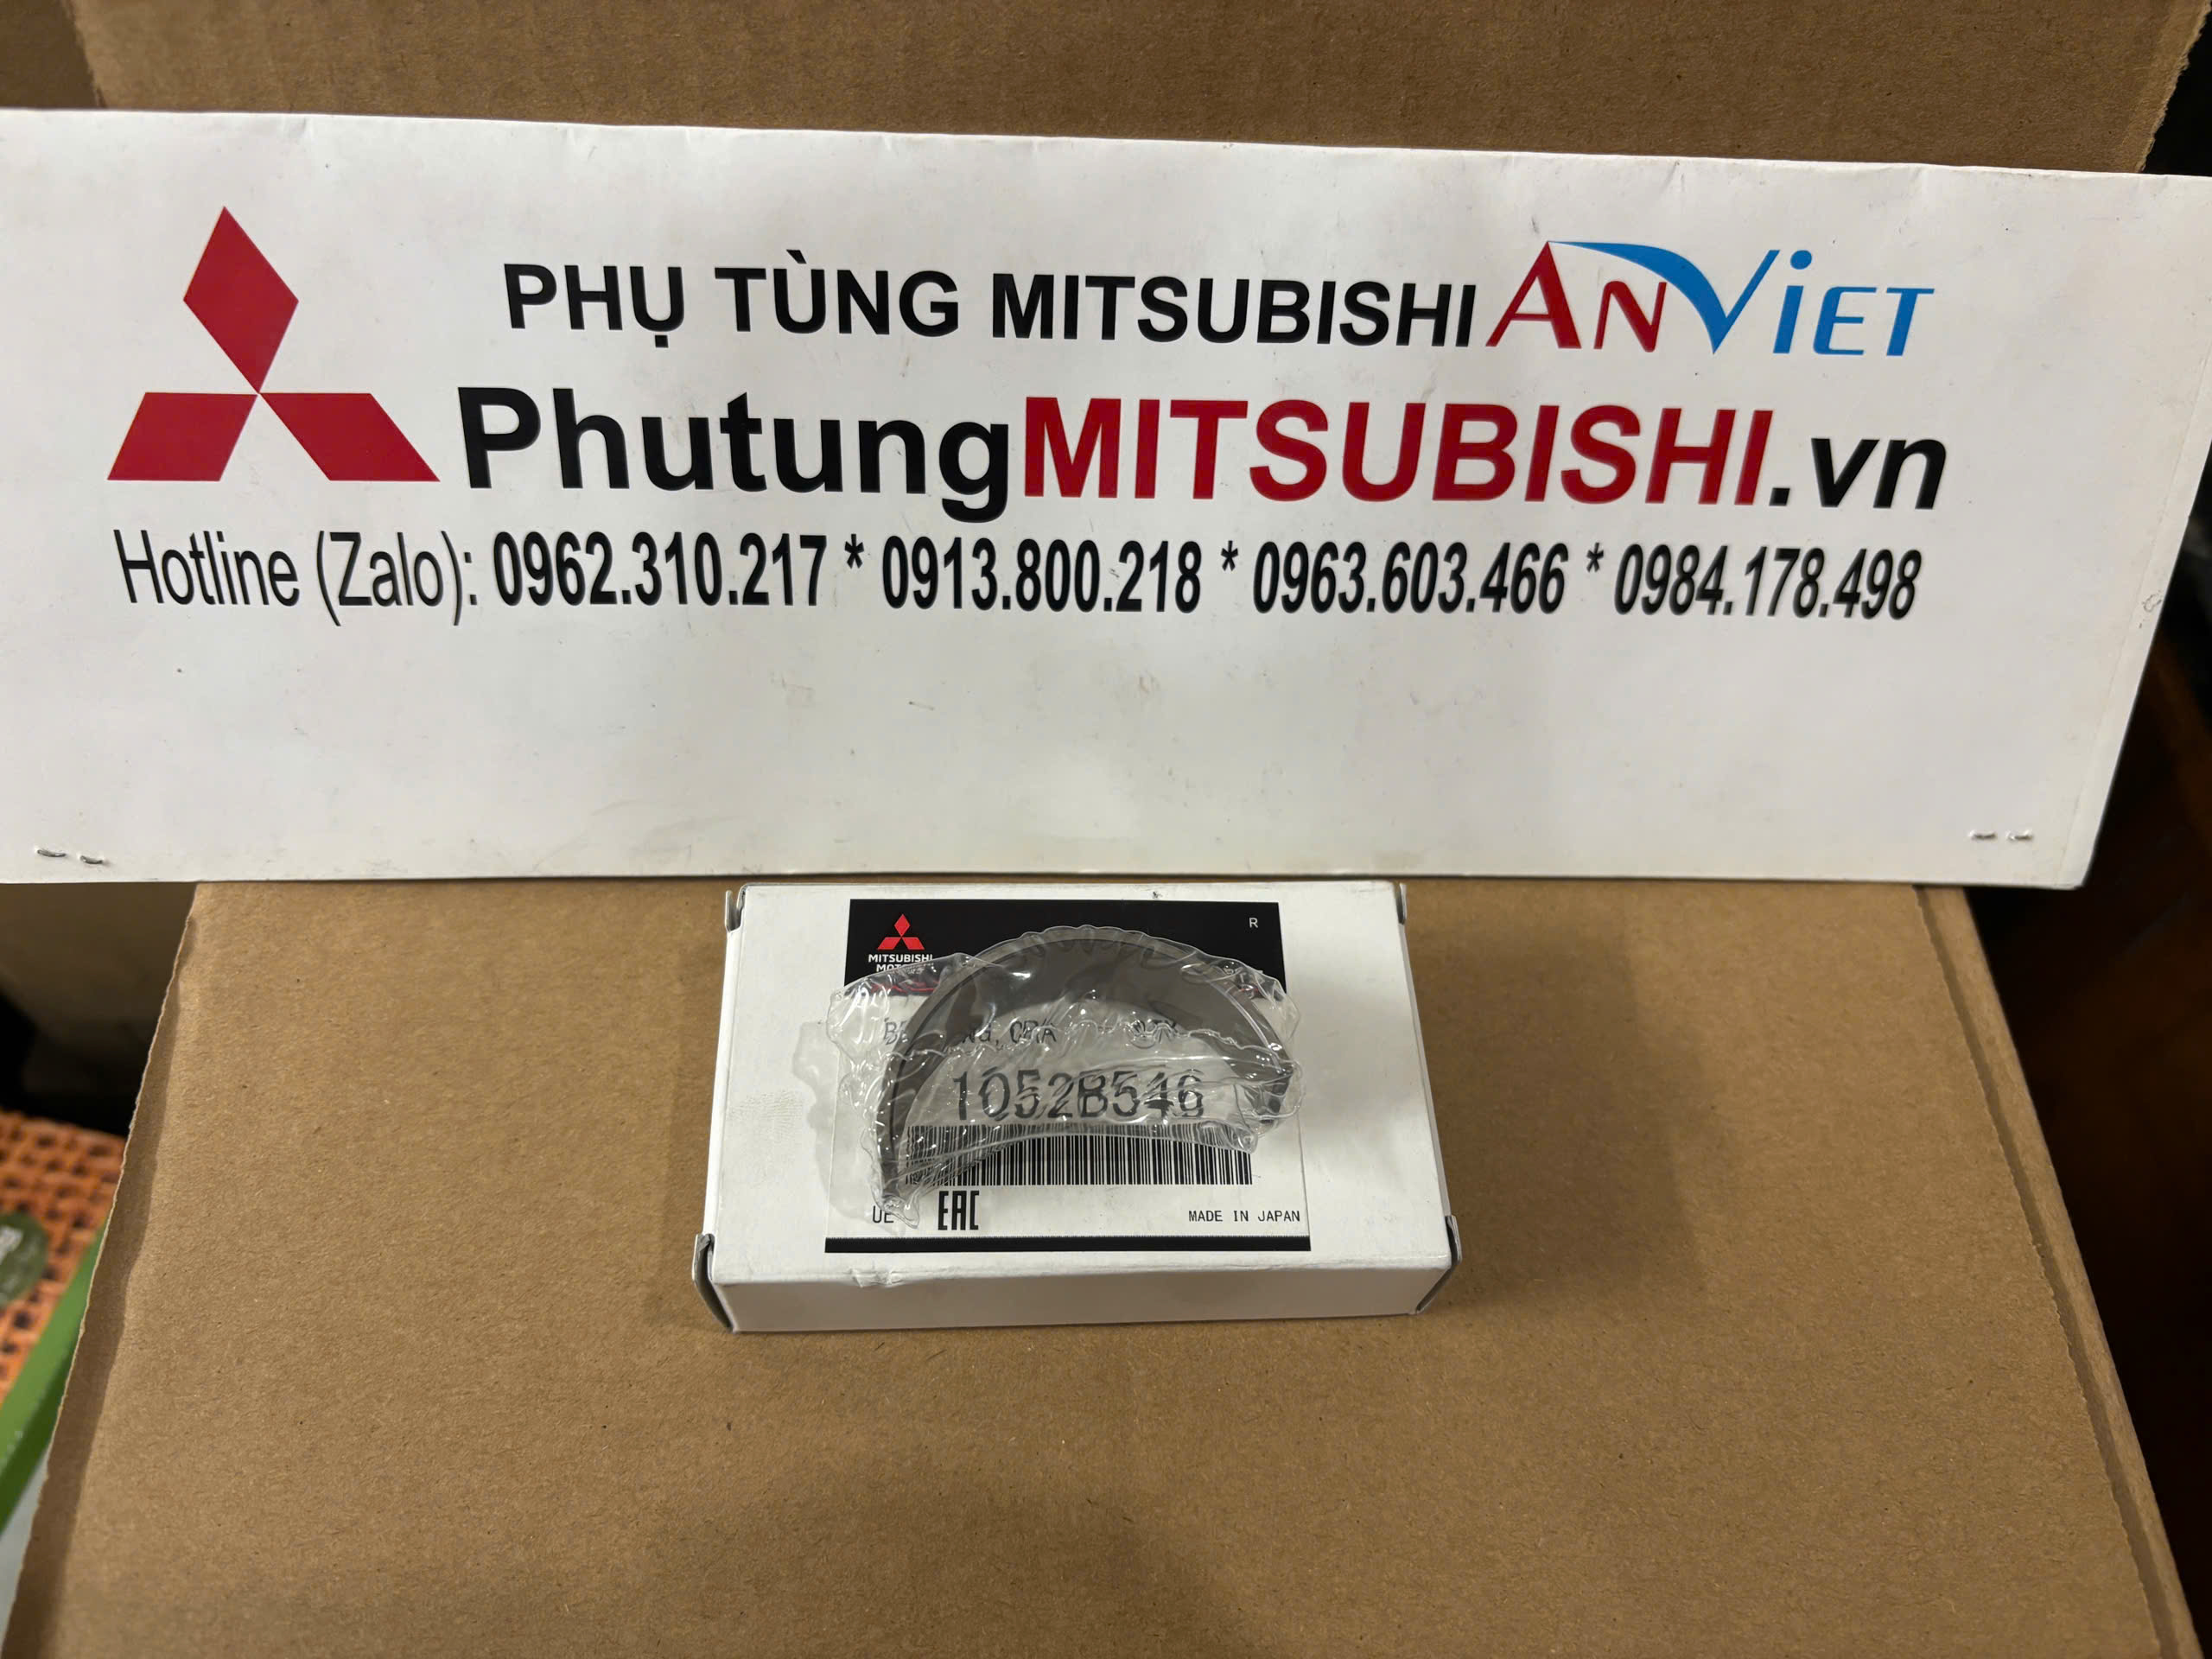 PHỤ TÙNG MITSUBISHI ANViET
PhutungMITSUBISHI.vn
Hotline (Zalo): 0962.310.217 * 0913.800.218 * 0963.603.466 * 0984.178.498
R
MITSUBISHI
1052B546
UE EAC MADE IN JAPAN